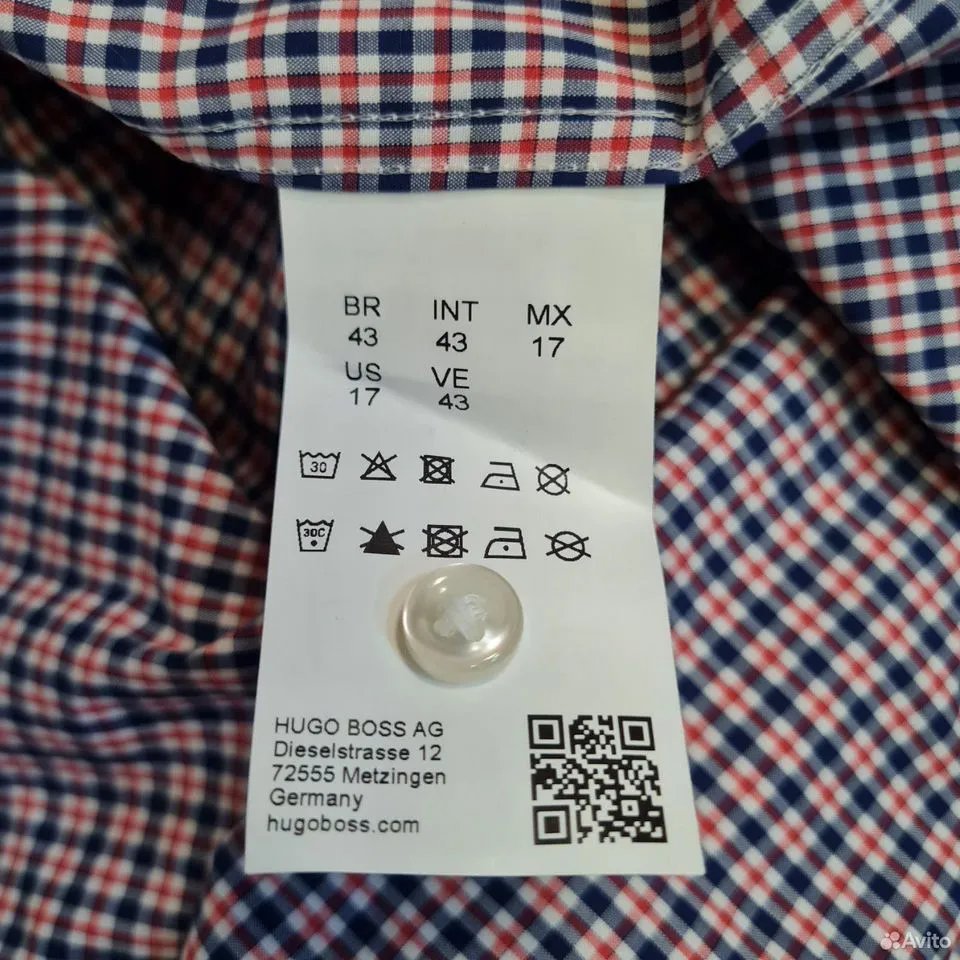 BR INT MX
43 43 17
US VE
17 43
30
30C
HUGO BOSS AG
Dieselstrasse 12
72555 Metzingen
Germany
hugoboss.com
Avito